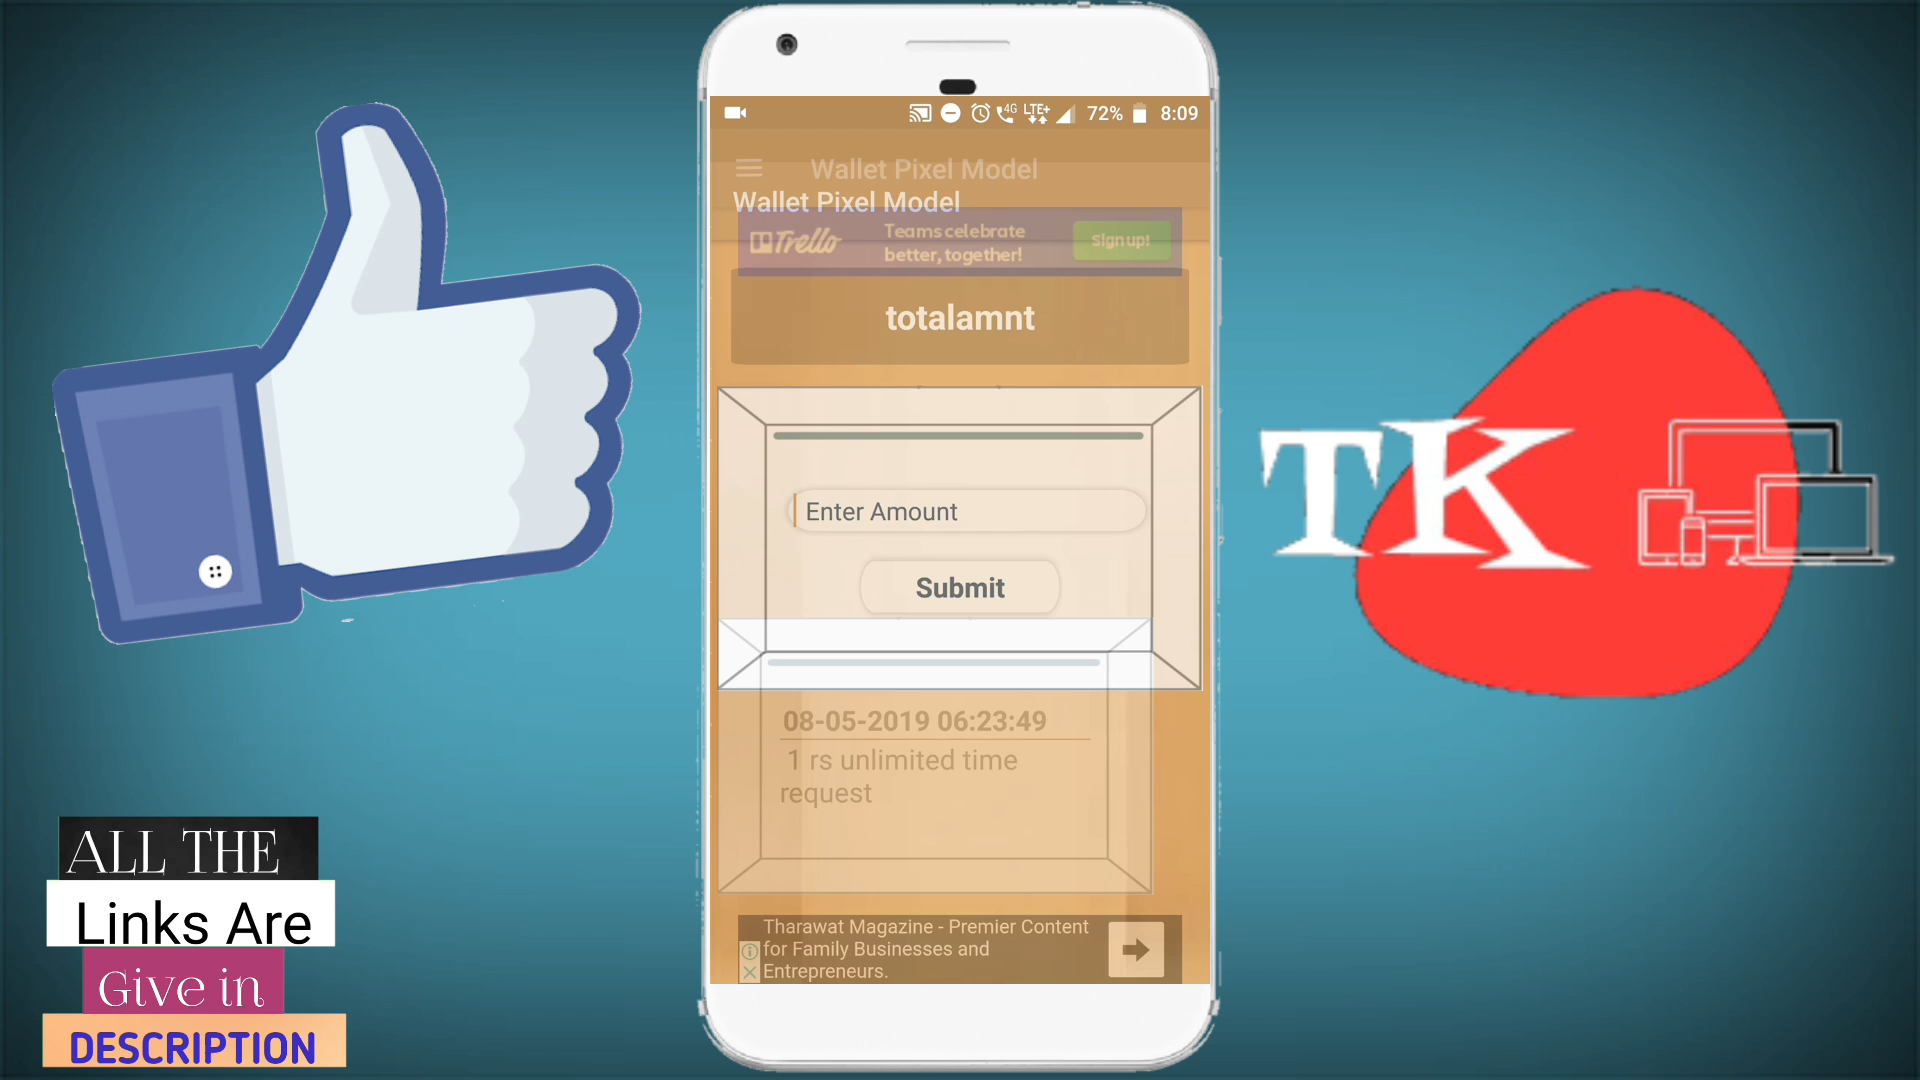 4G
LTE+
72%
8:09
Wallet Pixel Model
Wallet Pixel Model
Trello
Teams celebrate
better, together!
Sign up!
totalamnt
Enter Amount
Submit
08-05-2019 06:23:49
1 rs unlimited time
request
Tharawat Magazine - Premier Content
for Family Businesses and
Entrepreneurs.
TK
ALL THE
Links Are
Give in
DESCRIPTION